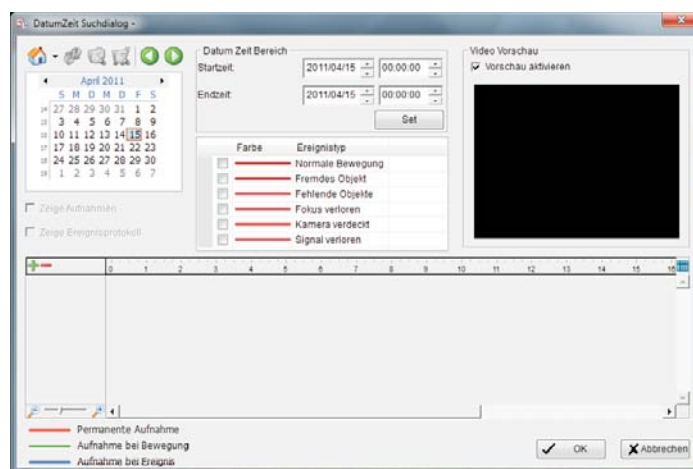 DatumZeit Suchdialog -
April 2011
S M D M D F S
14 27 28 29 30 31 1 2
15 3 4 5 6 7 8 9
16 10 11 12 13 14 15 16
17 17 18 19 20 21 22 23
18 24 25 26 27 28 29 30
19 1 2 3 4 5 6 7
Zeige Aufnahmen
Zeige Ereignisprotokoll
Datum Zeit Bereich
Startzeit: 2011/04/15 00:00:00
Endzeit: 2011/04/15 00:00:00
Set
Farbe Ereignistyp
Normale Bewegung
Fremdes Objekt
Fehlende Objekte
Fokus verloren
Kamera verdeckt
Signal verloren
Video Vorschau
Vorschau aktivieren
0 1 2 3 4 5 6 7 8 9 10 11 12 13 14 15 16
Permanente Aufnahme
Aufnahme bei Bewegung
Aufnahme bei Ereignis
OK Abbrechen